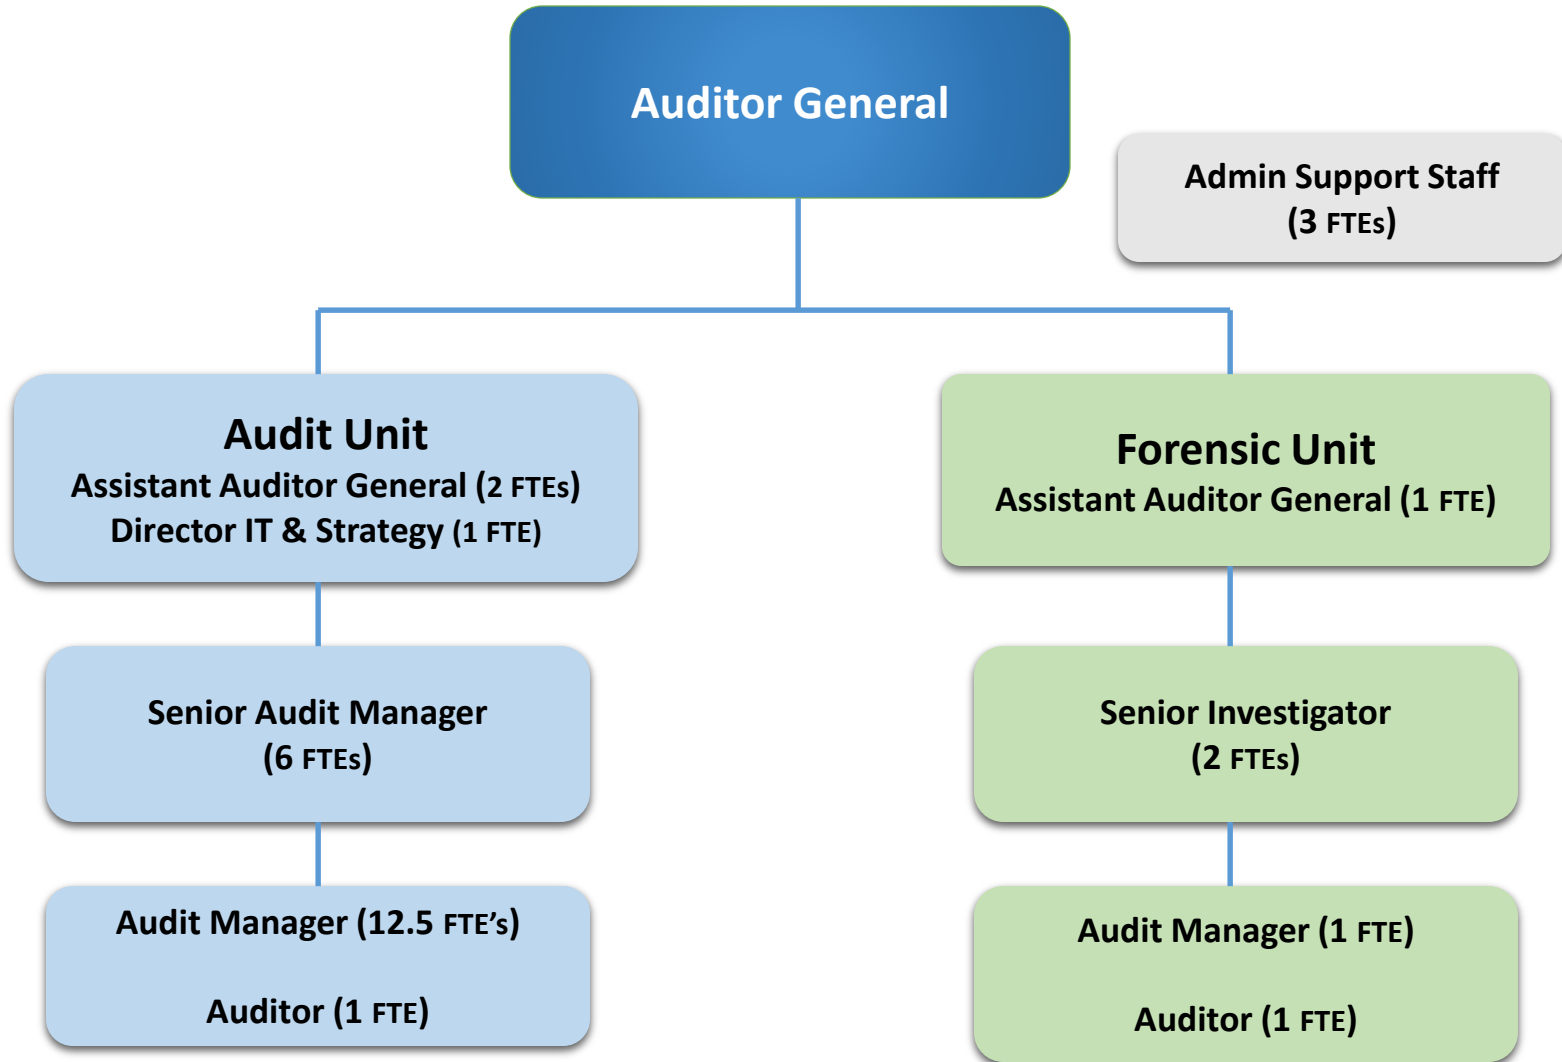 Auditor General
Admin Support Staff
(3 FTEs)
Audit Unit
Assistant Auditor General (2 FTEs)
Director IT & Strategy (1 FTE)
Forensic Unit
Assistant Auditor General (1 FTE)
Senior Audit Manager
(6 FTEs)
Senior Investigator
(2 FTEs)
Audit Manager (12.5 FTE’s)
Auditor (1 FTE)
Audit Manager (1 FTE)
Auditor (1 FTE)